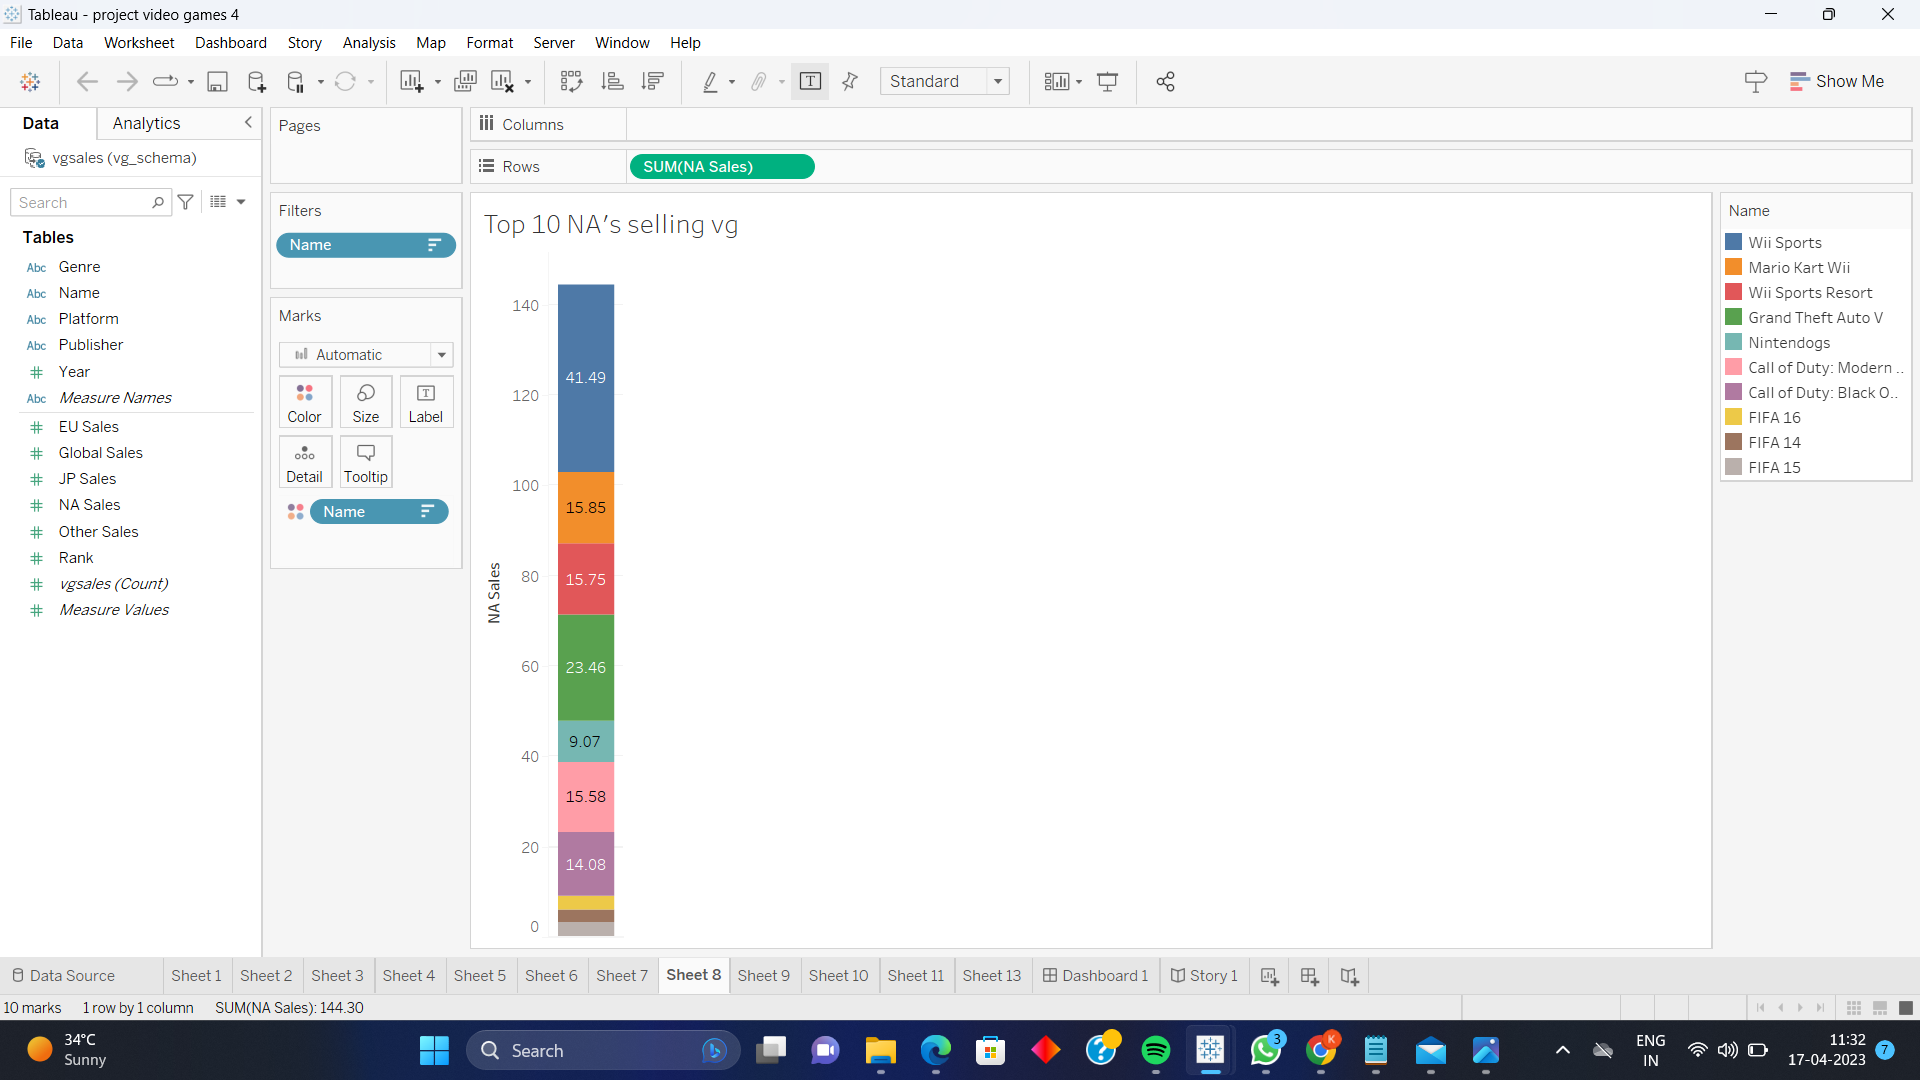 Tableau - project video games 4
File Data Worksheet Dashboard Story Analysis Map Format Server Window Help
Standard
Show Me
Data Analytics
vgsales (vg_schema)
Search
Tables
Abc Genre
Abc Name
Abc Platform
Abc Publisher
Year
Abc Measure Names
EU Sales
Global Sales
JP Sales
NA Sales
Other Sales
Rank
vgsales (Count)
Measure Values
Pages
Filters
Name
Marks
Automatic
Color Size Label
Detail Tooltip
Name
Columns
Rows SUM(NA Sales)
Top 10 NA's selling vg
NA Sales
140
120
100
80
60
40
20
0
41.49
15.85
15.75
23.46
9.07
15.58
14.08
Name
Wii Sports
Mario Kart Wii
Wii Sports Resort
Grand Theft Auto V
Nintendogs
Call of Duty: Modern ..
Call of Duty: Black O..
FIFA 16
FIFA 14
FIFA 15
Data Source Sheet 1 Sheet 2 Sheet 3 Sheet 4 Sheet 5 Sheet 6 Sheet 7 Sheet 8 Sheet 9 Sheet 10 Sheet 11 Sheet 13 Dashboard 1 Story 1
10 marks 1 row by 1 column SUM(NA Sales): 144.30
34°C
Sunny
Search
3
K
ENG
IN
11:32
17-04-2023
7